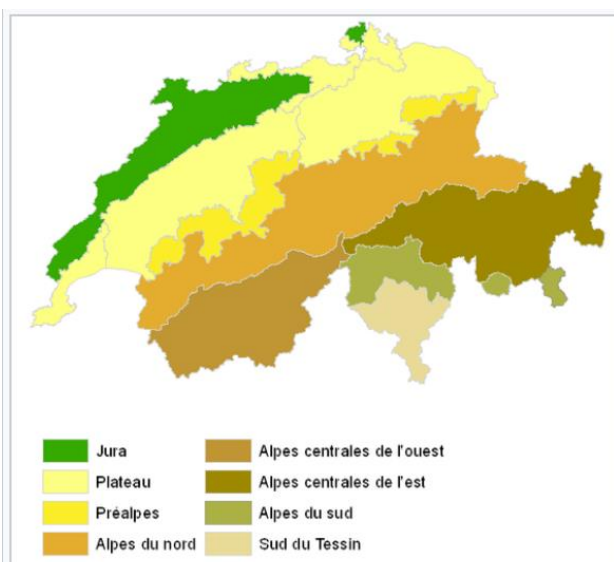 Jura
Plateau
Préalpes
Alpes du nord
Alpes centrales de l'ouest
Alpes centrales de l'est
Alpes du sud
Sud du Tessin